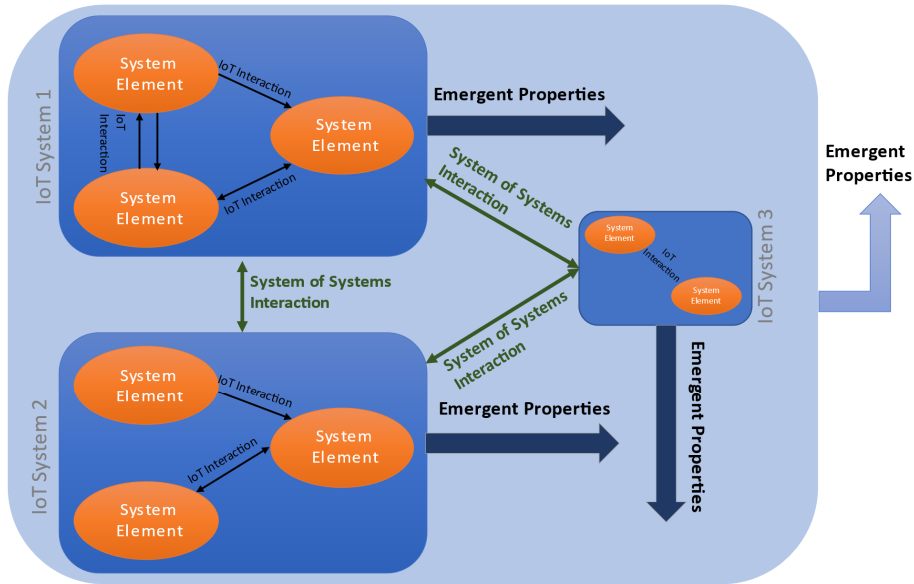 IoT System 1
System
Element
IoT Interaction
System
Element
IoT
Interaction
System
Element
IoT Interaction
Emergent Properties
System of Systems
Interaction
System of Systems
Interaction
IoT System 3
System
Element
IoT
Interaction
System
Element
Emergent
Properties
System of Systems
Interaction
IoT System 2
System
Element
IoT Interaction
System
Element
IoT Interaction
System
Element
Emergent Properties
Emergent Properties